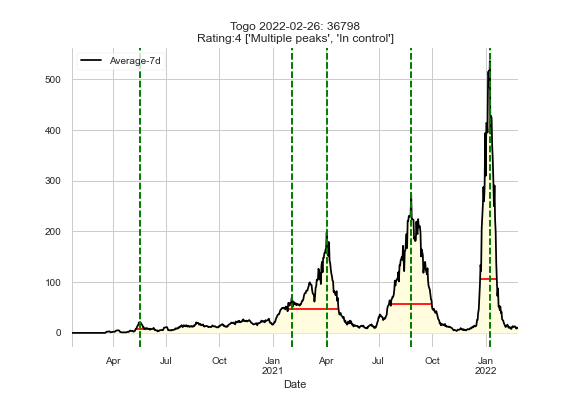 Togo 2022-02-26: 36798
Rating:4 ['Multiple peaks', 'In control']
Average-7d
500
400
300
200
100
0
Apr Jul Oct Jan Apr Jul Oct Jan
2021 2022
Date